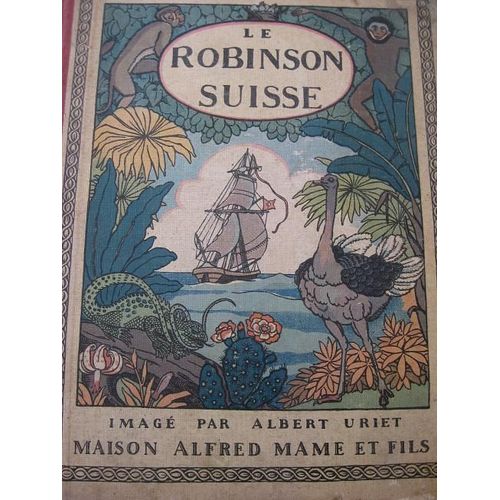 LE
ROBINSON
SUISSE
IMAGÉ PAR ALBERT URIET
MAISON ALFRED MAME ET FILS